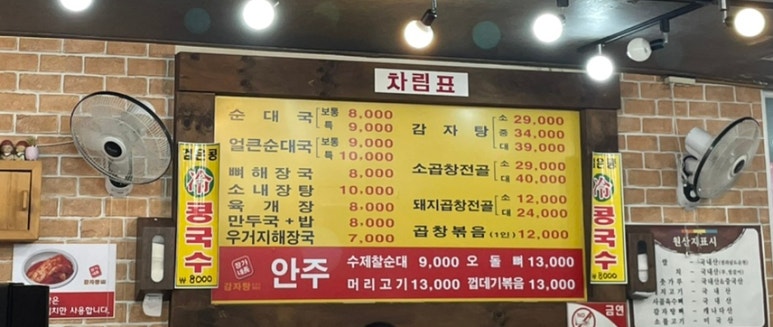 차림표
순대국 보통 8,000
특 9,000
얼큰순대국 보통 9,000
특 10,000
뼈해장국 8,000
소내장탕 10,000
육개장 8,000
만두국+밥 8,000
우거지해장국 7,000
감자탕 소 29,000
중 34,000
대 39,000
소곱창전골 소 29,000
대 40,000
돼지곱창전골 소 12,000
대 24,000
곱창볶음(1인) 12,000
안주
수제찰순대 9,000 오돌뼈 13,000
머리고기 13,000 껍데기볶음 13,000
감자탕
冷
콩국수
₩8000
冷
콩국수
₩8000
원산지표시
금연